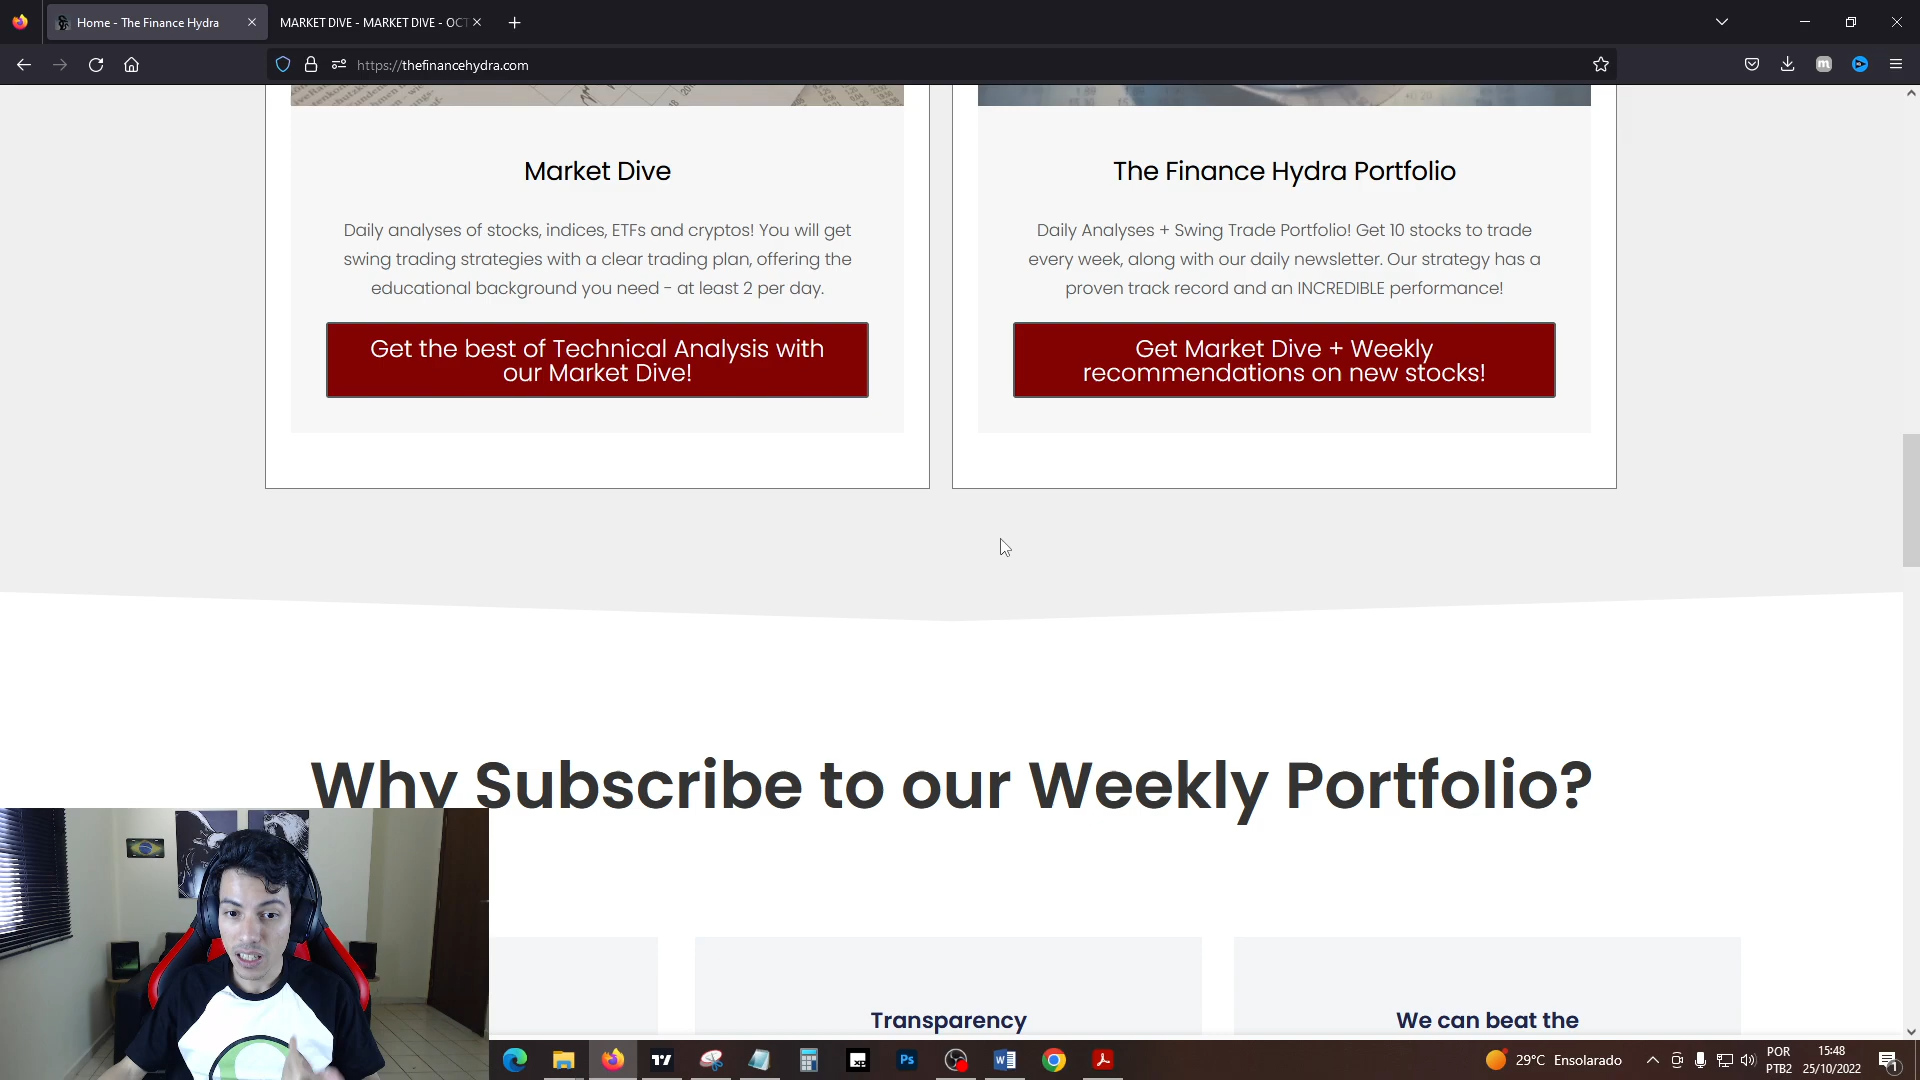 Home - The Finance Hydra
MARKET DIVE - MARKET DIVE - OCT
https://thefinancehydra.com
Market Dive
Daily analyses of stocks, indices, ETFs and cryptos! You will get
swing trading strategies with a clear trading plan, offering the
educational background you need - at least 2 per day.
Get the best of Technical Analysis with
our Market Dive!
The Finance Hydra Portfolio
Daily Analyses + Swing Trade Portfolio! Get 10 stocks to trade
every week, along with our daily newsletter. Our strategy has a
proven track record and an INCREDIBLE performance!
Get Market Dive + Weekly
recommendations on new stocks!
Why Subscribe to our Weekly Portfolio?
Transparency
We can beat the
29°C Ensolarado
POR
PTB2
15:48
25/10/2022
1